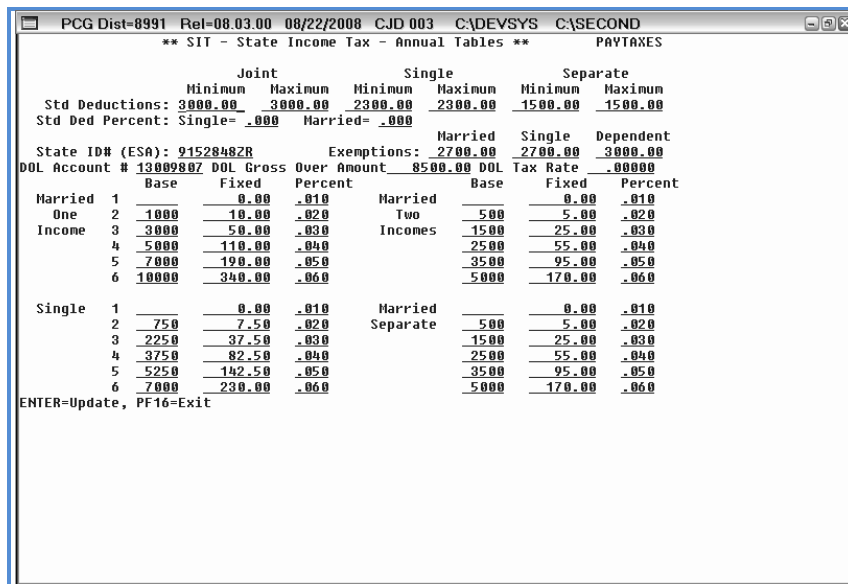 PCG Dist=8991 Rel=08.03.00 08/22/2008 CJD 003 C:\DEVSYS C:\SECOND
** SIT - State Income Tax - Annual Tables ** PAYTAXES
Joint Single Separate
Minimum Maximum Minimum Maximum Minimum Maximum
Std Deductions: 3000.00_ 3000.00 2300.00 2300.00 1500.00 1500.00
Std Ded Percent: Single= .000 Married= .000
Married Single Dependent
State ID# (ESA): 9152848ZR Exemptions: 2700.00 2700.00 3000.00
DOL Account # 13009807 DOL Gross Over Amount 8500.00 DOL Tax Rate .00000
Base Fixed Percent Base Fixed Percent
Married 1 0.00 .010 Married 0.00 .010
One 2 1000 10.00 .020 Two 500 5.00 .020
Income 3 3000 50.00 .030 Incomes 1500 25.00 .030
4 5000 110.00 .040 2500 55.00 .040
5 7000 190.00 .050 3500 95.00 .050
6 10000 340.00 .060 5000 170.00 .060
Single 1 0.00 .010 Married 0.00 .010
2 750 7.50 .020 Separate 500 5.00 .020
3 2250 37.50 .030 1500 25.00 .030
4 3750 82.50 .040 2500 55.00 .040
5 5250 142.50 .050 3500 95.00 .050
6 7000 230.00 .060 5000 170.00 .060
ENTER=Update, PF16=Exit